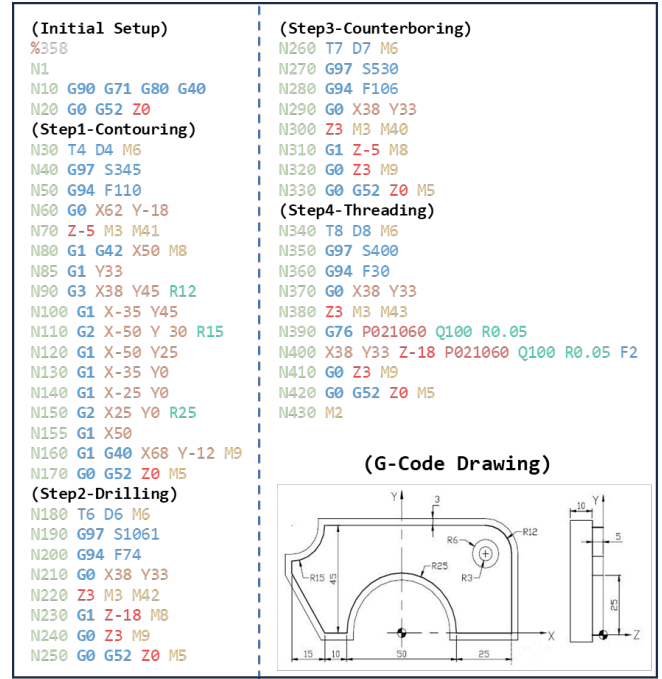 (Initial Setup)
%358
N1
N10 G90 G71 G80 G40
N20 G0 G52 Z0
(Step1-Contouring)
N30 T4 D4 M6
N40 G97 S345
N50 G94 F110
N60 G0 X62 Y-18
N70 Z-5 M3 M41
N80 G1 G42 X50 M8
N85 G1 Y33
N90 G3 X38 Y45 R12
N100 G1 X-35 Y45
N110 G2 X-50 Y 30 R15
N120 G1 X-50 Y25
N130 G1 X-35 Y0
N140 G1 X-25 Y0
N150 G2 X25 Y0 R25
N155 G1 X50
N160 G1 G40 X68 Y-12 M9
N170 G0 G52 Z0 M5
(Step2-Drilling)
N180 T6 D6 M6
N190 G97 S1061
N200 G94 F74
N210 G0 X38 Y33
N220 Z3 M3 M42
N230 G1 Z-18 M8
N240 G0 Z3 M9
N250 G0 G52 Z0 M5
(Step3-Counterboring)
N260 T7 D7 M6
N270 G97 S530
N280 G94 F106
N290 G0 X38 Y33
N300 Z3 M3 M40
N310 G1 Z-5 M8
N320 G0 Z3 M9
N330 G0 G52 Z0 M5
(Step4-Threading)
N340 T8 D8 M6
N350 G97 S400
N360 G94 F30
N370 G0 X38 Y33
N380 Z3 M3 M43
N390 G76 P021060 Q100 R0.05
N400 X38 Y33 Z-18 P021060 Q100 R0.05 F2
N410 G0 Z3 M9
N420 G0 G52 Z0 M5
N430 M2
(G-Code Drawing)
Y
3
10
Y
R12
R6
5
R25
R15
45
R3
25
X
Z
15
10
50
25